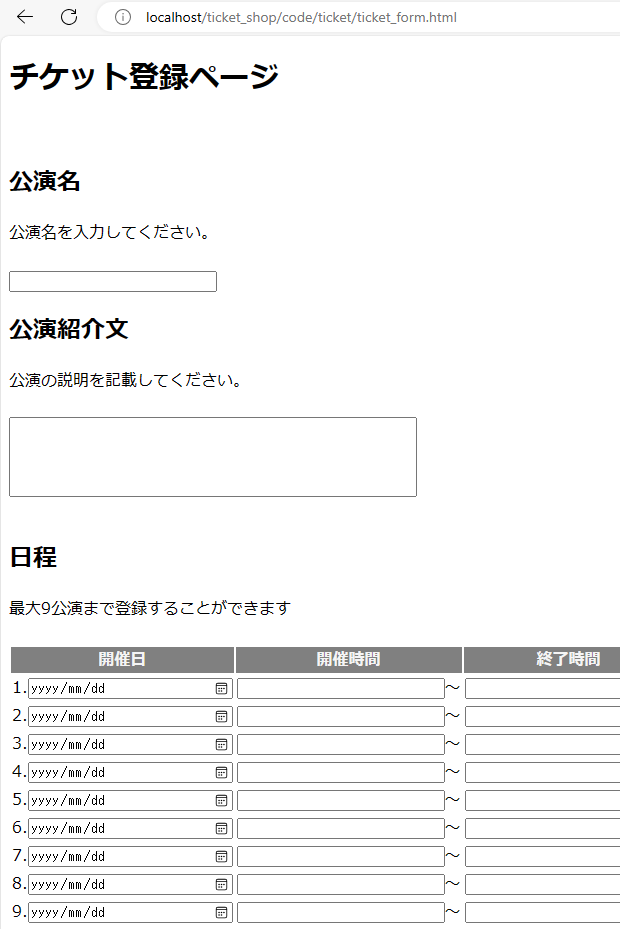 localhost/ticket_shop/code/ticket/ticket_form.html
チケット登録ページ
公演名
公演名を入力してください。
公演紹介文
公演の説明を記載してください。
日程
最大9公演まで登録することができます
開催日 開催時間 終了時間
1. yyyy/mm/dd ～
2. yyyy/mm/dd ～
3. yyyy/mm/dd ～
4. yyyy/mm/dd ～
5. yyyy/mm/dd ～
6. yyyy/mm/dd ～
7. yyyy/mm/dd ～
8. yyyy/mm/dd ～
9. yyyy/mm/dd ～